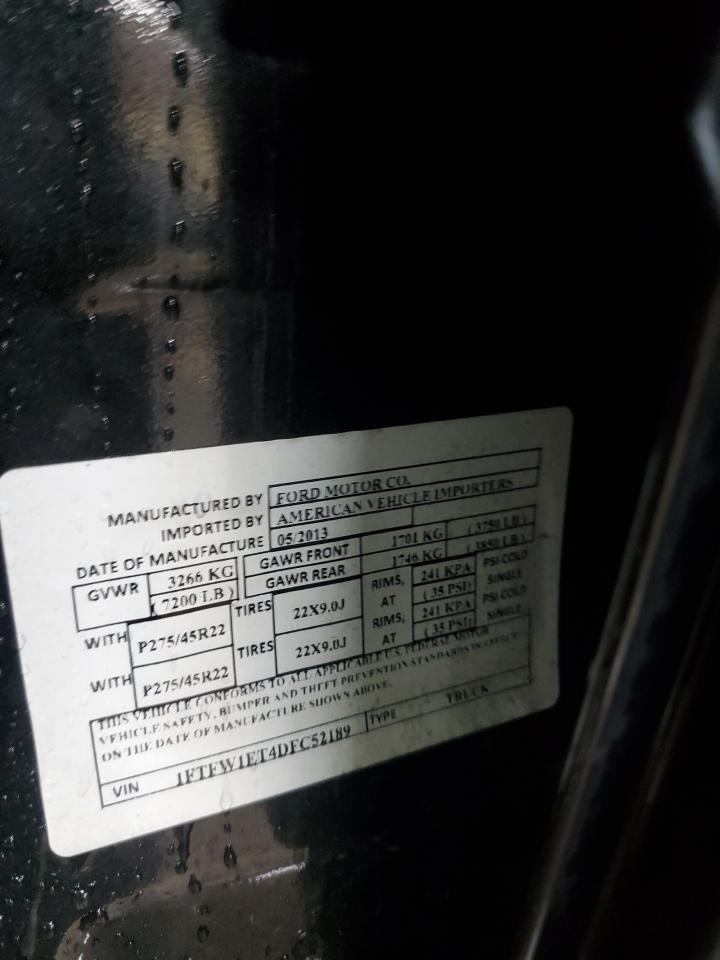 MANUFACTURED BY FORD MOTOR CO.
IMPORTED BY AMERICAN VEHICLE IMPORTERS
DATE OF MANUFACTURE 05/2013
GVWR 3266 KG GAWR FRONT 1701 KG (3750 LB)
(7200 LB) GAWR REAR 1746 KG (3850 LB)
WITH P275/45R22 TIRES 22X9.0J RIMS, AT 241 KPA (35 PSI) PSI COLD SINGLE
WITH P275/45R22 TIRES 22X9.0J RIMS, AT 241 KPA (35 PSI) PSI COLD SINGLE
THIS VEHICLE CONFORMS TO ALL APPLICABLE U.S. FEDERAL MOTOR
VEHICLE SAFETY, BUMPER AND THEFT PREVENTION STANDARDS IN EFFECT
ON THE DATE OF MANUFACTURE SHOWN ABOVE.
VIN 1FTFW1ET4DFC52189 TYPE TRUCK